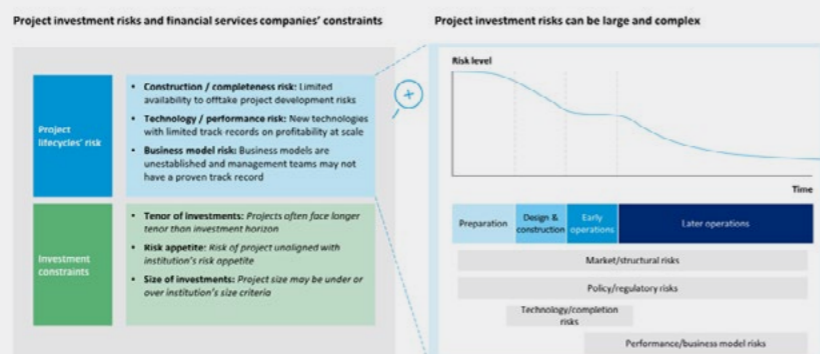 Project investment risks and financial services companies' constraints
Project
lifecycles' risk
• Construction / completeness risk: Limited
availability to offtake project development risks
• Technology / performance risk: New technologies
with limited track-records on profitability at scale
• Business model risk: Business models are
unestablished and management teams may not
have a proven track record
Investment
constraints
• Tenor of investments: Projects often face longer
tenor than investment horizon
• Risk appetite: Risk of project unaligned with
institution's risk appetite
• Size of investments: Project size may be under or
over institution's size criteria
Project investment risks can be large and complex
Risk level
Time
Preparation
Design &
construction
Early
operations
Later operations
Market/structural risks
Policy/regulatory risks
Technology/completion
risks
Performance/business model risks